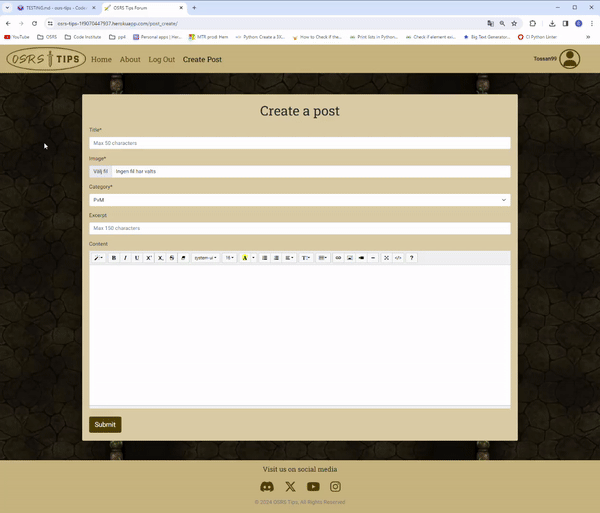 TESTING.md - osrs-tips - Code
OSRS Tips Forum
osrs-tips-1f9070447937.herokuapp.com/post_create/
YouTube
OSRS
Code Institute
pp4
Personal apps | Her...
MTR prod: Hem
Python: Create a Sli...
How to Check if the...
Print lists in Python...
Check if element exi...
Big Text Generator...
CI Python Linter
OSRS TIPS
Home
About
Log Out
Create Post
Toasan99
Create a post
Title*
Max 50 characters
Image*
Välj fil Ingen fil har valts
Category*
PvM
Excerpt
Max 150 characters
Content
B I U X² X₂ S system-ui 16 A T </> ?
Submit
Visit us on social media
© 2024 OSRS Tips, All Rights Reserved